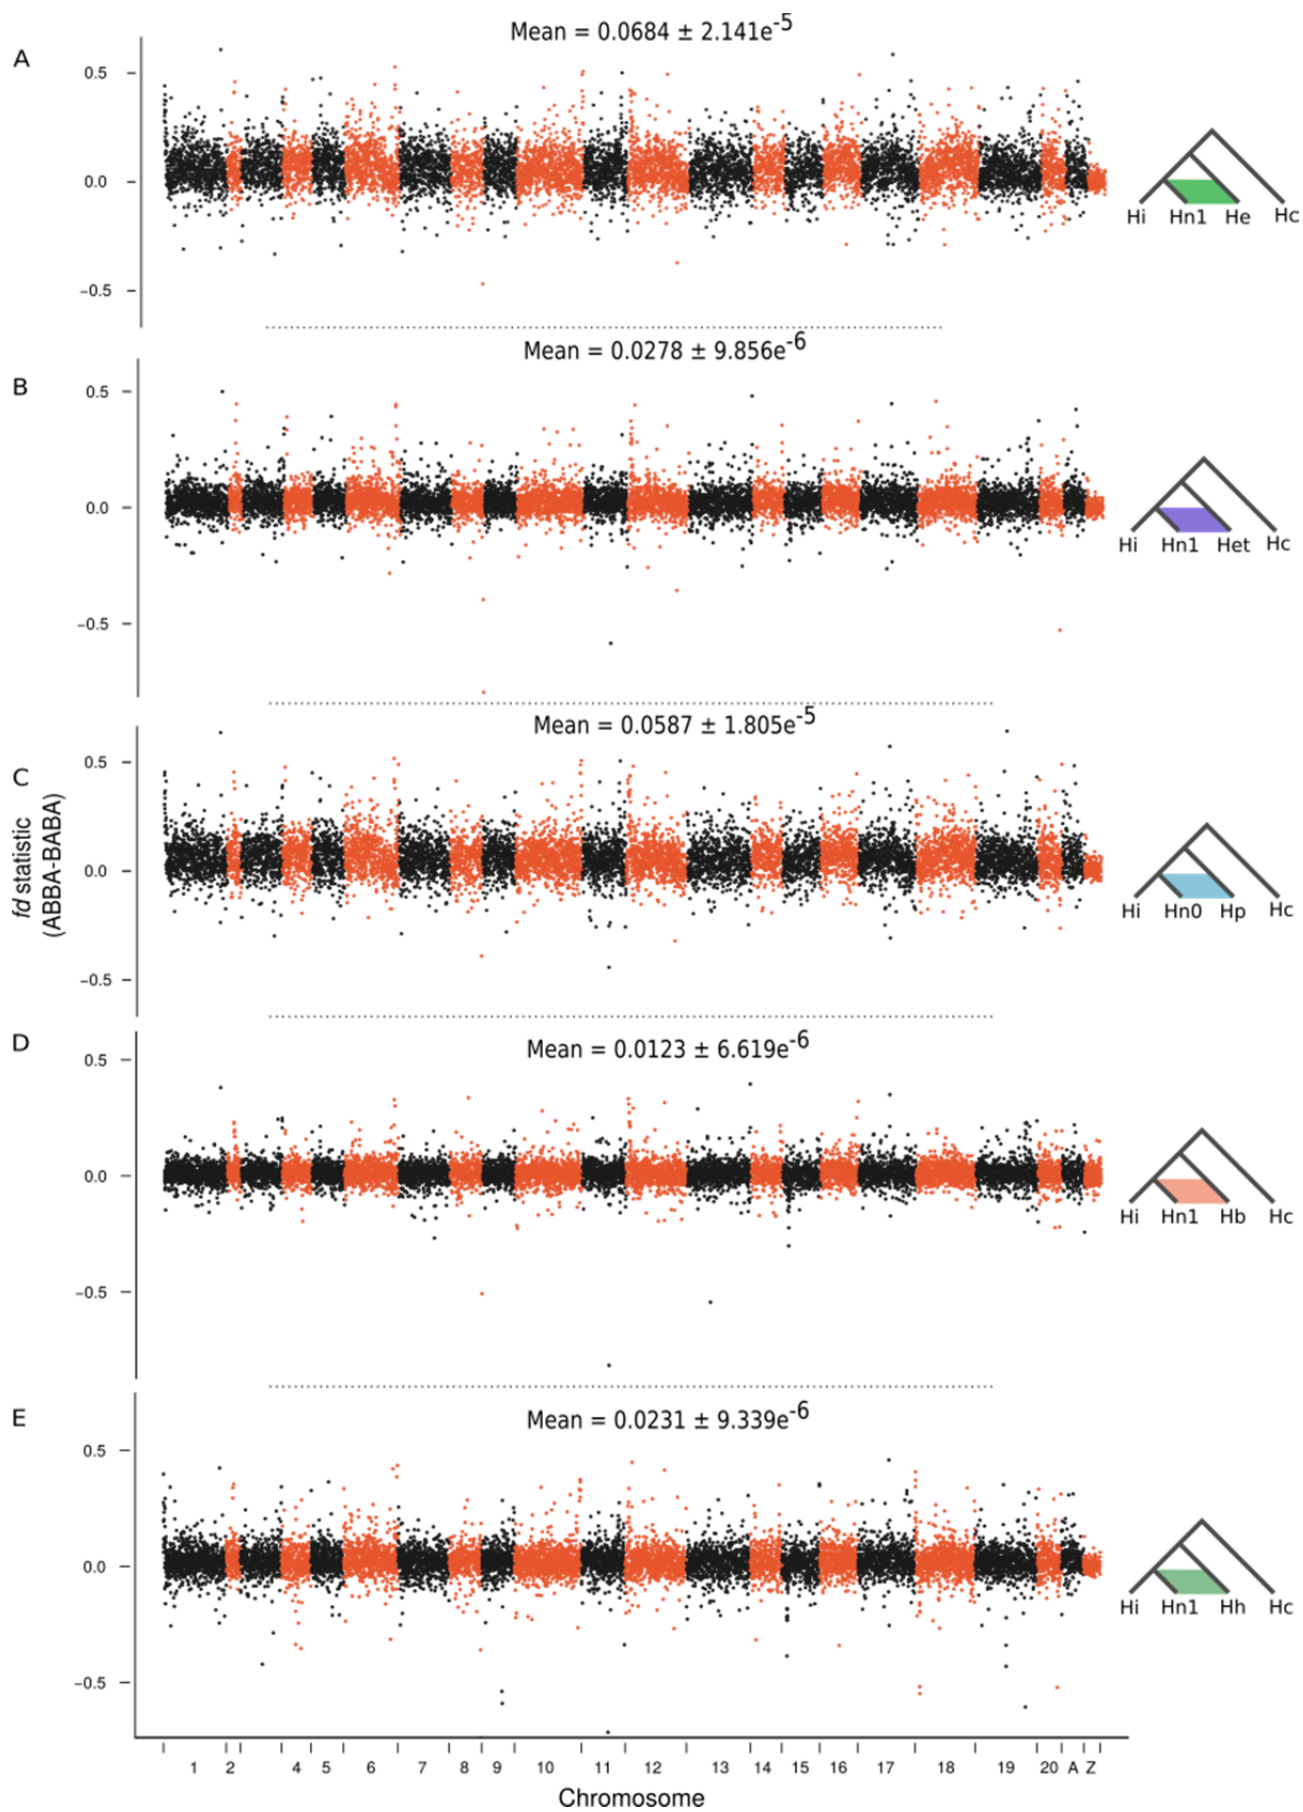 A
Mean = 0.0684 ± 2.141e-5
0.5
0.0
−0.5
Hi Hn1 He Hc
B
Mean = 0.0278 ± 9.856e-6
0.5
0.0
−0.5
Hi Hn1 Het Hc
C
Mean = 0.0587 ± 1.805e-5
0.5
0.0
−0.5
fd statistic
(ABBA-BABA)
Hi Hn0 Hp Hc
D
Mean = 0.0123 ± 6.619e-6
0.5
0.0
−0.5
Hi Hn1 Hb Hc
E
Mean = 0.0231 ± 9.339e-6
0.5
0.0
−0.5
Hi Hn1 Hh Hc
1 2 4 5 6 7 8 9 10 11 12 13 14 15 16 17 18 19 20 A Z
Chromosome